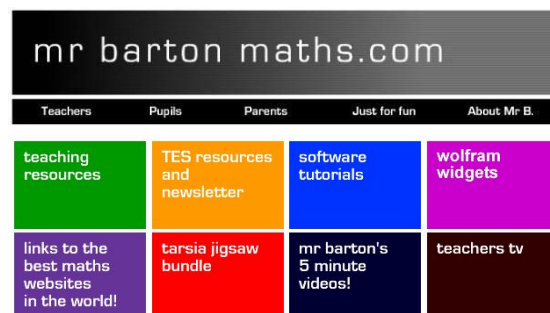 mr barton maths.com
Teachers Pupils Parents Just for fun About Mr B.
teaching
resources
TES resources
and
newsletter
software
tutorials
wolfram
widgets
links to the
best maths
websites
in the world!
tarsia jigsaw
bundle
mr barton's
5 minute
videos!
teachers tv